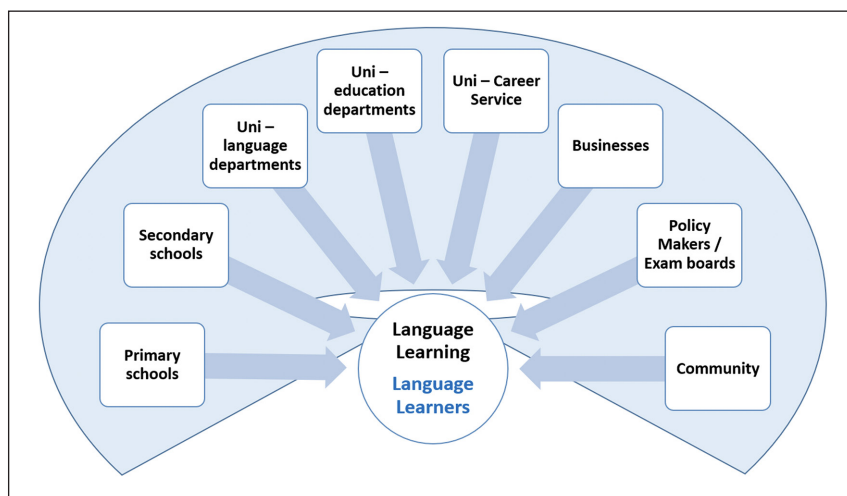 Uni –
education
departments
Uni – Career
Service
Uni –
language
departments
Businesses
Secondary
schools
Policy
Makers /
Exam boards
Primary
schools
Language
Learning
Language
Learners
Community